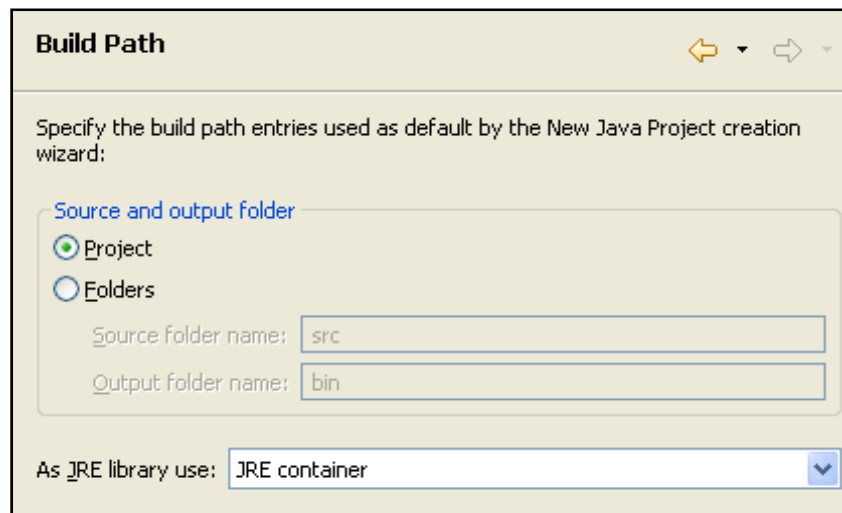 Build Path
Specify the build path entries used as default by the New Java Project creation
wizard:
Source and output folder
Project
Folders
Source folder name: src
Output folder name: bin
As JRE library use: JRE container